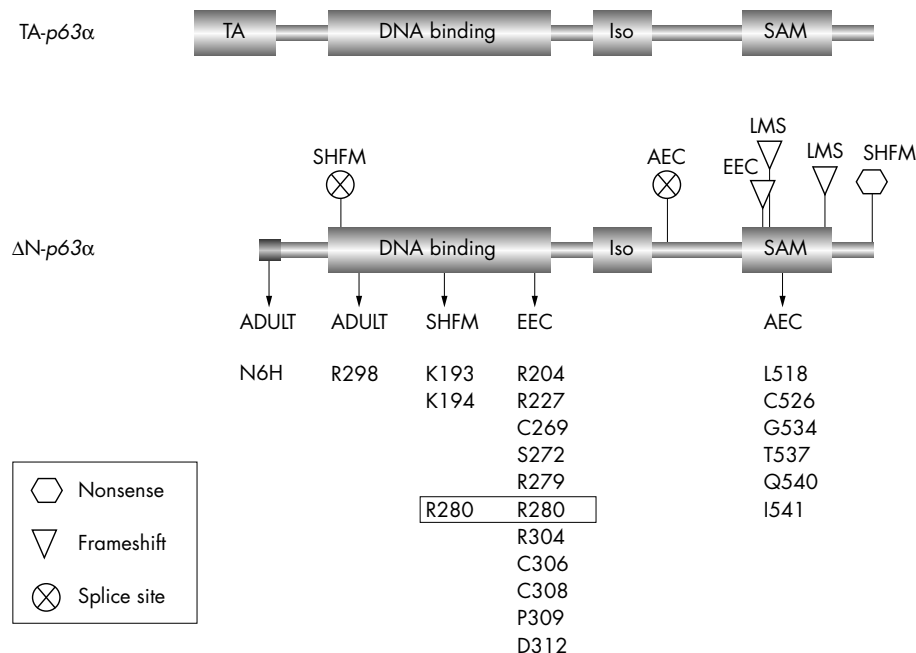 TA-p63α
TA
DNA binding
Iso
SAM
LMS
SHFM
AEC
EEC
LMS
SHFM
ΔN-p63α
DNA binding
Iso
SAM
ADULT
ADULT
SHFM
EEC
AEC
N6H
R298
K193
R204
L518
K194
R227
C526
C269
G534
S272
T537
R279
Q540
R280
R280
I541
R304
C306
C308
P309
D312
Nonsense
Frameshift
Splice site